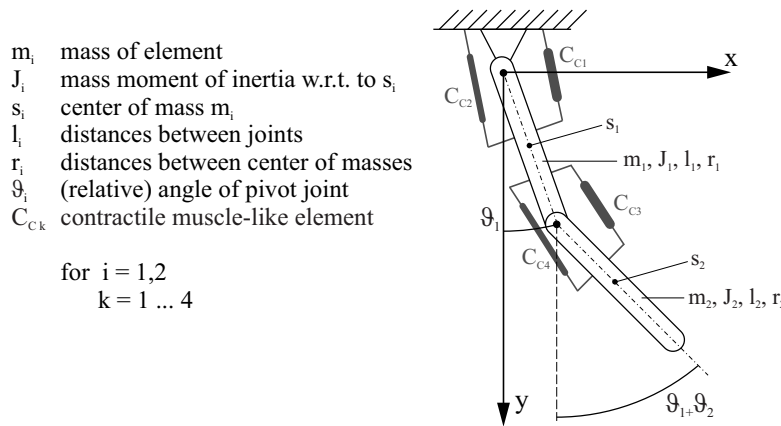 mᵢ mass of element
Jᵢ mass moment of inertia w.r.t. to sᵢ
sᵢ center of mass mᵢ
lᵢ distances between joints
rᵢ distances between center of masses
ϑᵢ (relative) angle of pivot joint
C_C k contractile muscle-like element
for i = 1,2
k = 1 ... 4
C_C1
x
C_C2
s₁
m₁, J₁, l₁, r₁
C_C3
ϑ₁
C_C4
s₂
m₂, J₂, l₂, r
y
ϑ₁₊ϑ₂